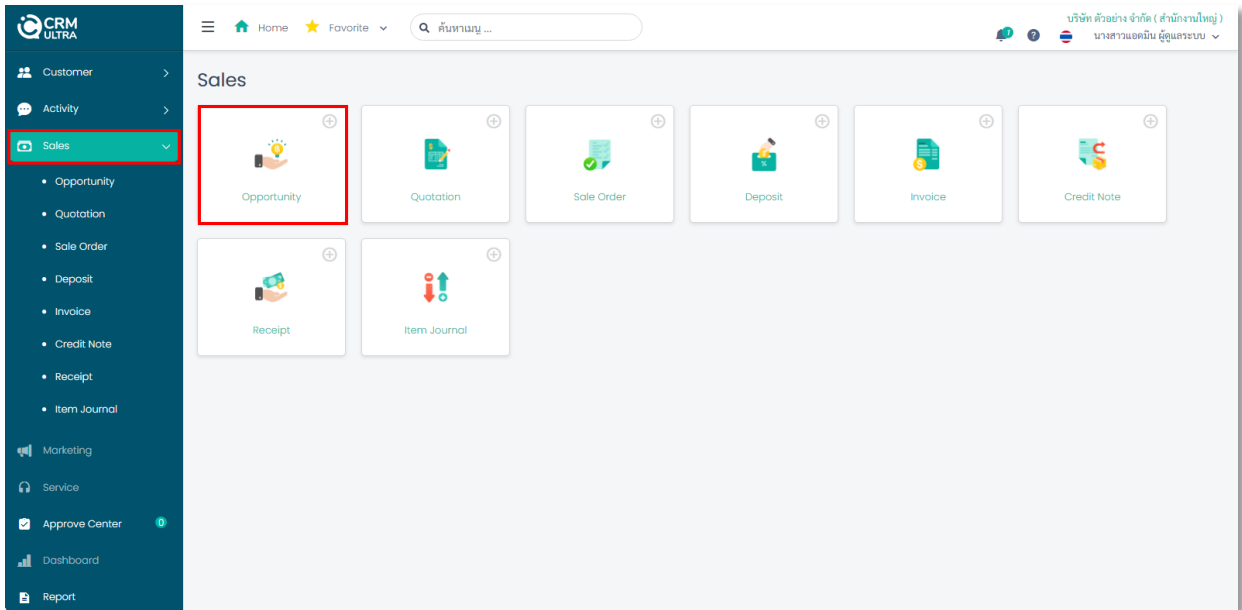 CRM
ULTRA
Home
Favorite
ค้นหาเมนู ...
7
?
บริษัท ตัวอย่าง จำกัด ( สำนักงานใหญ่ )
นางสาวแอดมิน ผู้ดูแลระบบ
Customer
Activity
Sales
Opportunity
Quotation
Sale Order
Deposit
Invoice
Credit Note
Receipt
Item Journal
Marketing
Service
Approve Center 0
Dashboard
Report
Sales
Opportunity
Quotation
Sale Order
Deposit
Invoice
Credit Note
Receipt
Item Journal